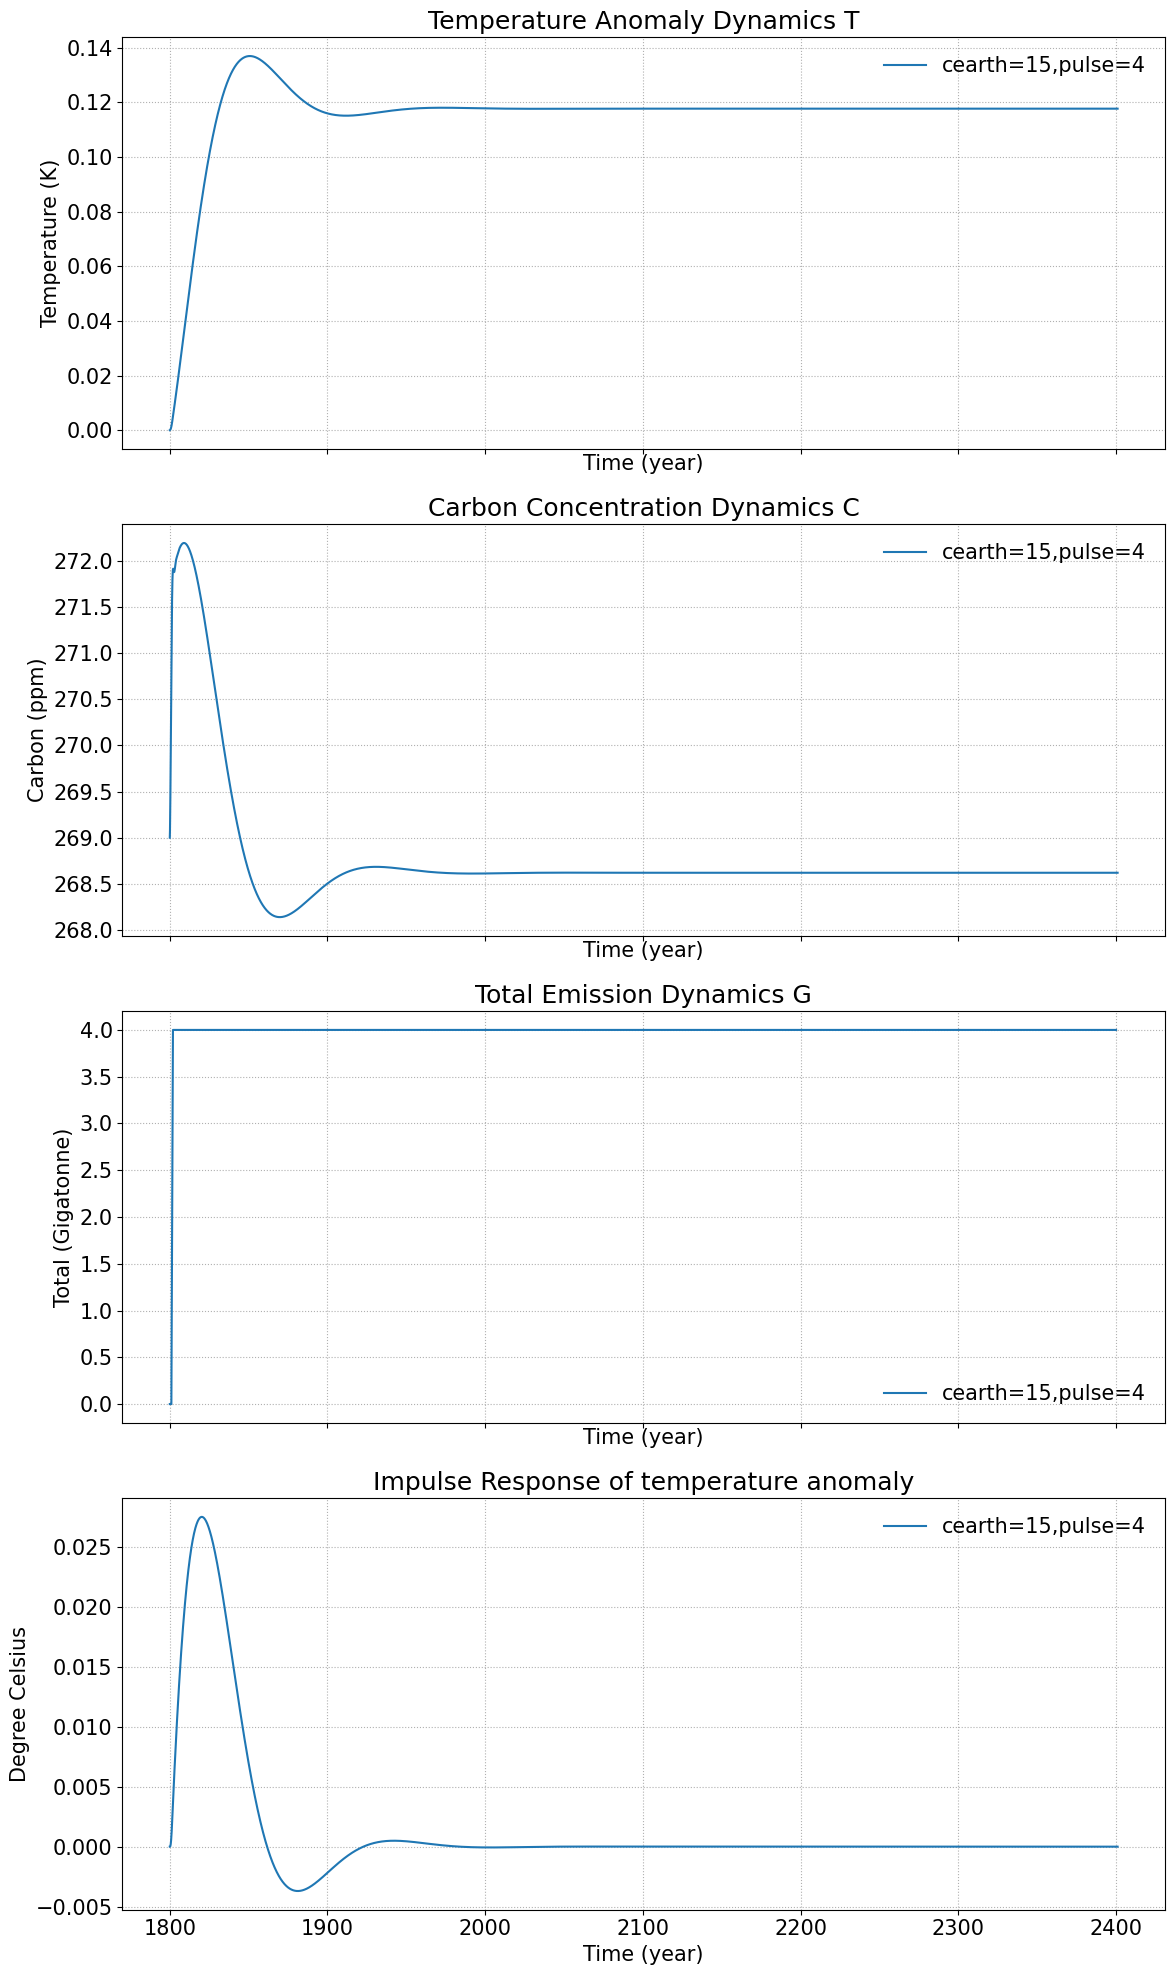 Temperature Anomaly Dynamics T
cearth=15,pulse=4
0.14
0.12
0.10
0.08
0.06
0.04
0.02
0.00
Temperature (K)
Time (year)
Carbon Concentration Dynamics C
cearth=15,pulse=4
272.0
271.5
271.0
270.5
270.0
269.5
269.0
268.5
268.0
Carbon (ppm)
Time (year)
Total Emission Dynamics G
4.0
3.5
3.0
2.5
2.0
1.5
1.0
0.5
0.0
Total (Gigatonne)
cearth=15,pulse=4
Time (year)
Impulse Response of temperature anomaly
cearth=15,pulse=4
0.025
0.020
0.015
0.010
0.005
0.000
−0.005
Degree Celsius
1800 1900 2000 2100 2200 2300 2400
Time (year)